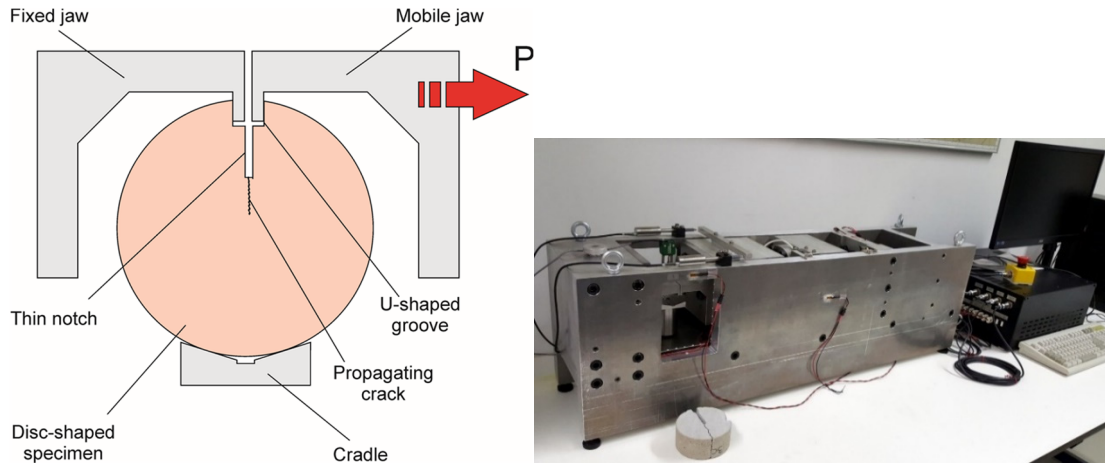 Fixed jaw
Mobile jaw
P
Thin notch
U-shaped
groove
Propagating
crack
Disc-shaped
specimen
Cradle